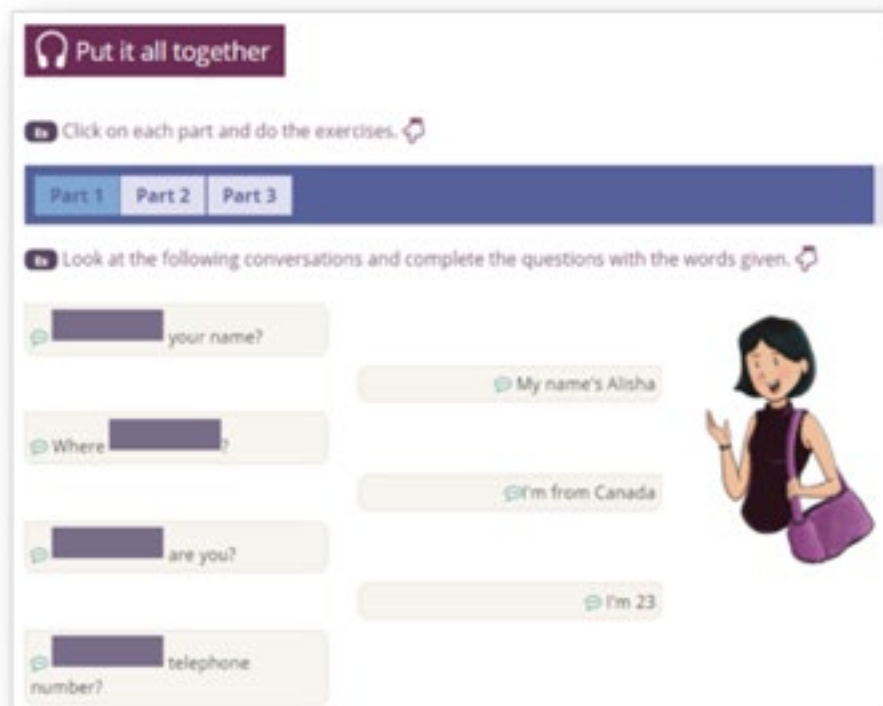 Put it all together
Ex Click on each part and do the exercises.
Part 1 Part 2 Part 3
Ex Look at the following conversations and complete the questions with the words given.
your name?
My name's Alisha
Where ?
I'm from Canada
are you?
I'm 23
telephone
number?